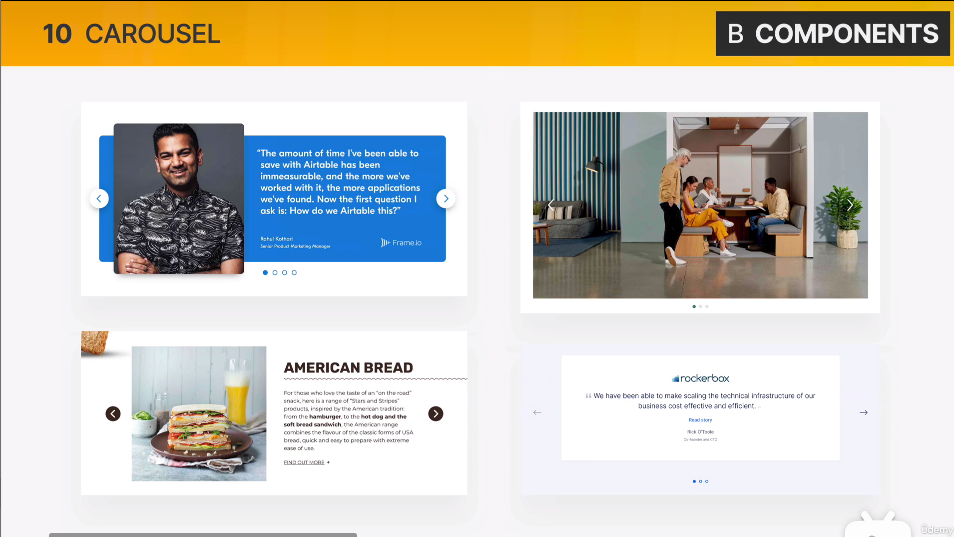 10 CAROUSEL
B COMPONENTS
“The amount of time I've been able to
save with Airtable has been
immeasurable, and the more we've
worked with it, the more applications
we've found. Now the first question I
ask is: How do we Airtable this?”
Rahul Kothari
Senior Product Marketing Manager
Frame.io
AMERICAN BREAD
For those who love the taste of an "on the road"
snack, here is a range of "Stars and Stripes"
products, inspired by the American tradition:
from the hamburger, to the hot dog and the
soft bread sandwich, the American range
combines the flavour of the classic forms of USA
bread, quick and easy to prepare with extreme
ease of use.
FIND OUT MORE
rockerbox
“ We have been able to make scaling the technical infrastructure of our
business cost effective and efficient. ..
Read story
Rick O'Toole
Co-founder and CTO
ûdemy